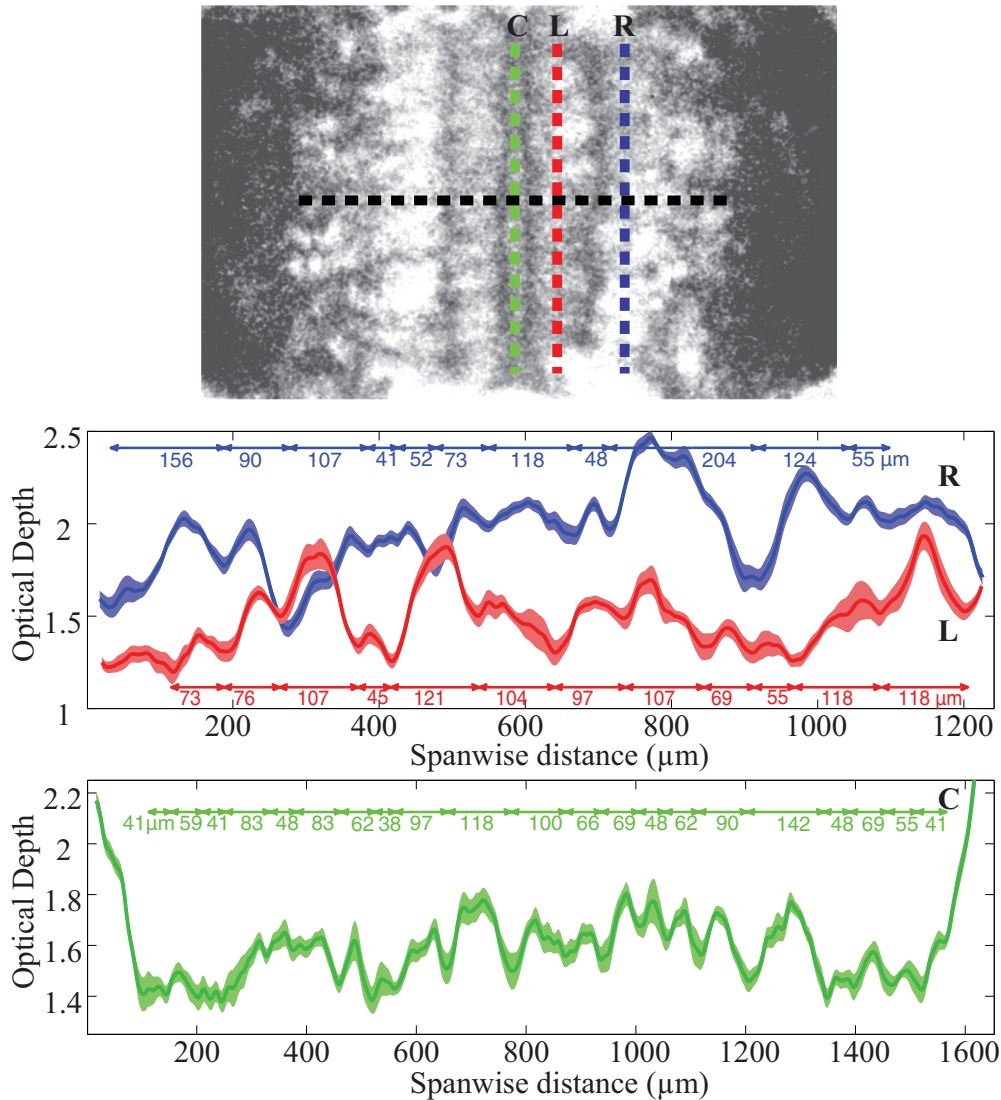 C L R
2.5
156 90 107 41 52 73 118 48 204 124 55 µm
R
2
Optical Depth
1.5
L
73 76 107 45 121 104 97 107 69 55 118 118 µm
1
200 400 600 800 1000 1200
Spanwise distance (µm)
2.2
C
41µm 59 41 83 48 83 62 38 97 118 100 66 69 48 62 90 142 48 69 55 41
2
Optical Depth
1.8
1.6
1.4
200 400 600 800 1000 1200 1400 1600
Spanwise distance (µm)